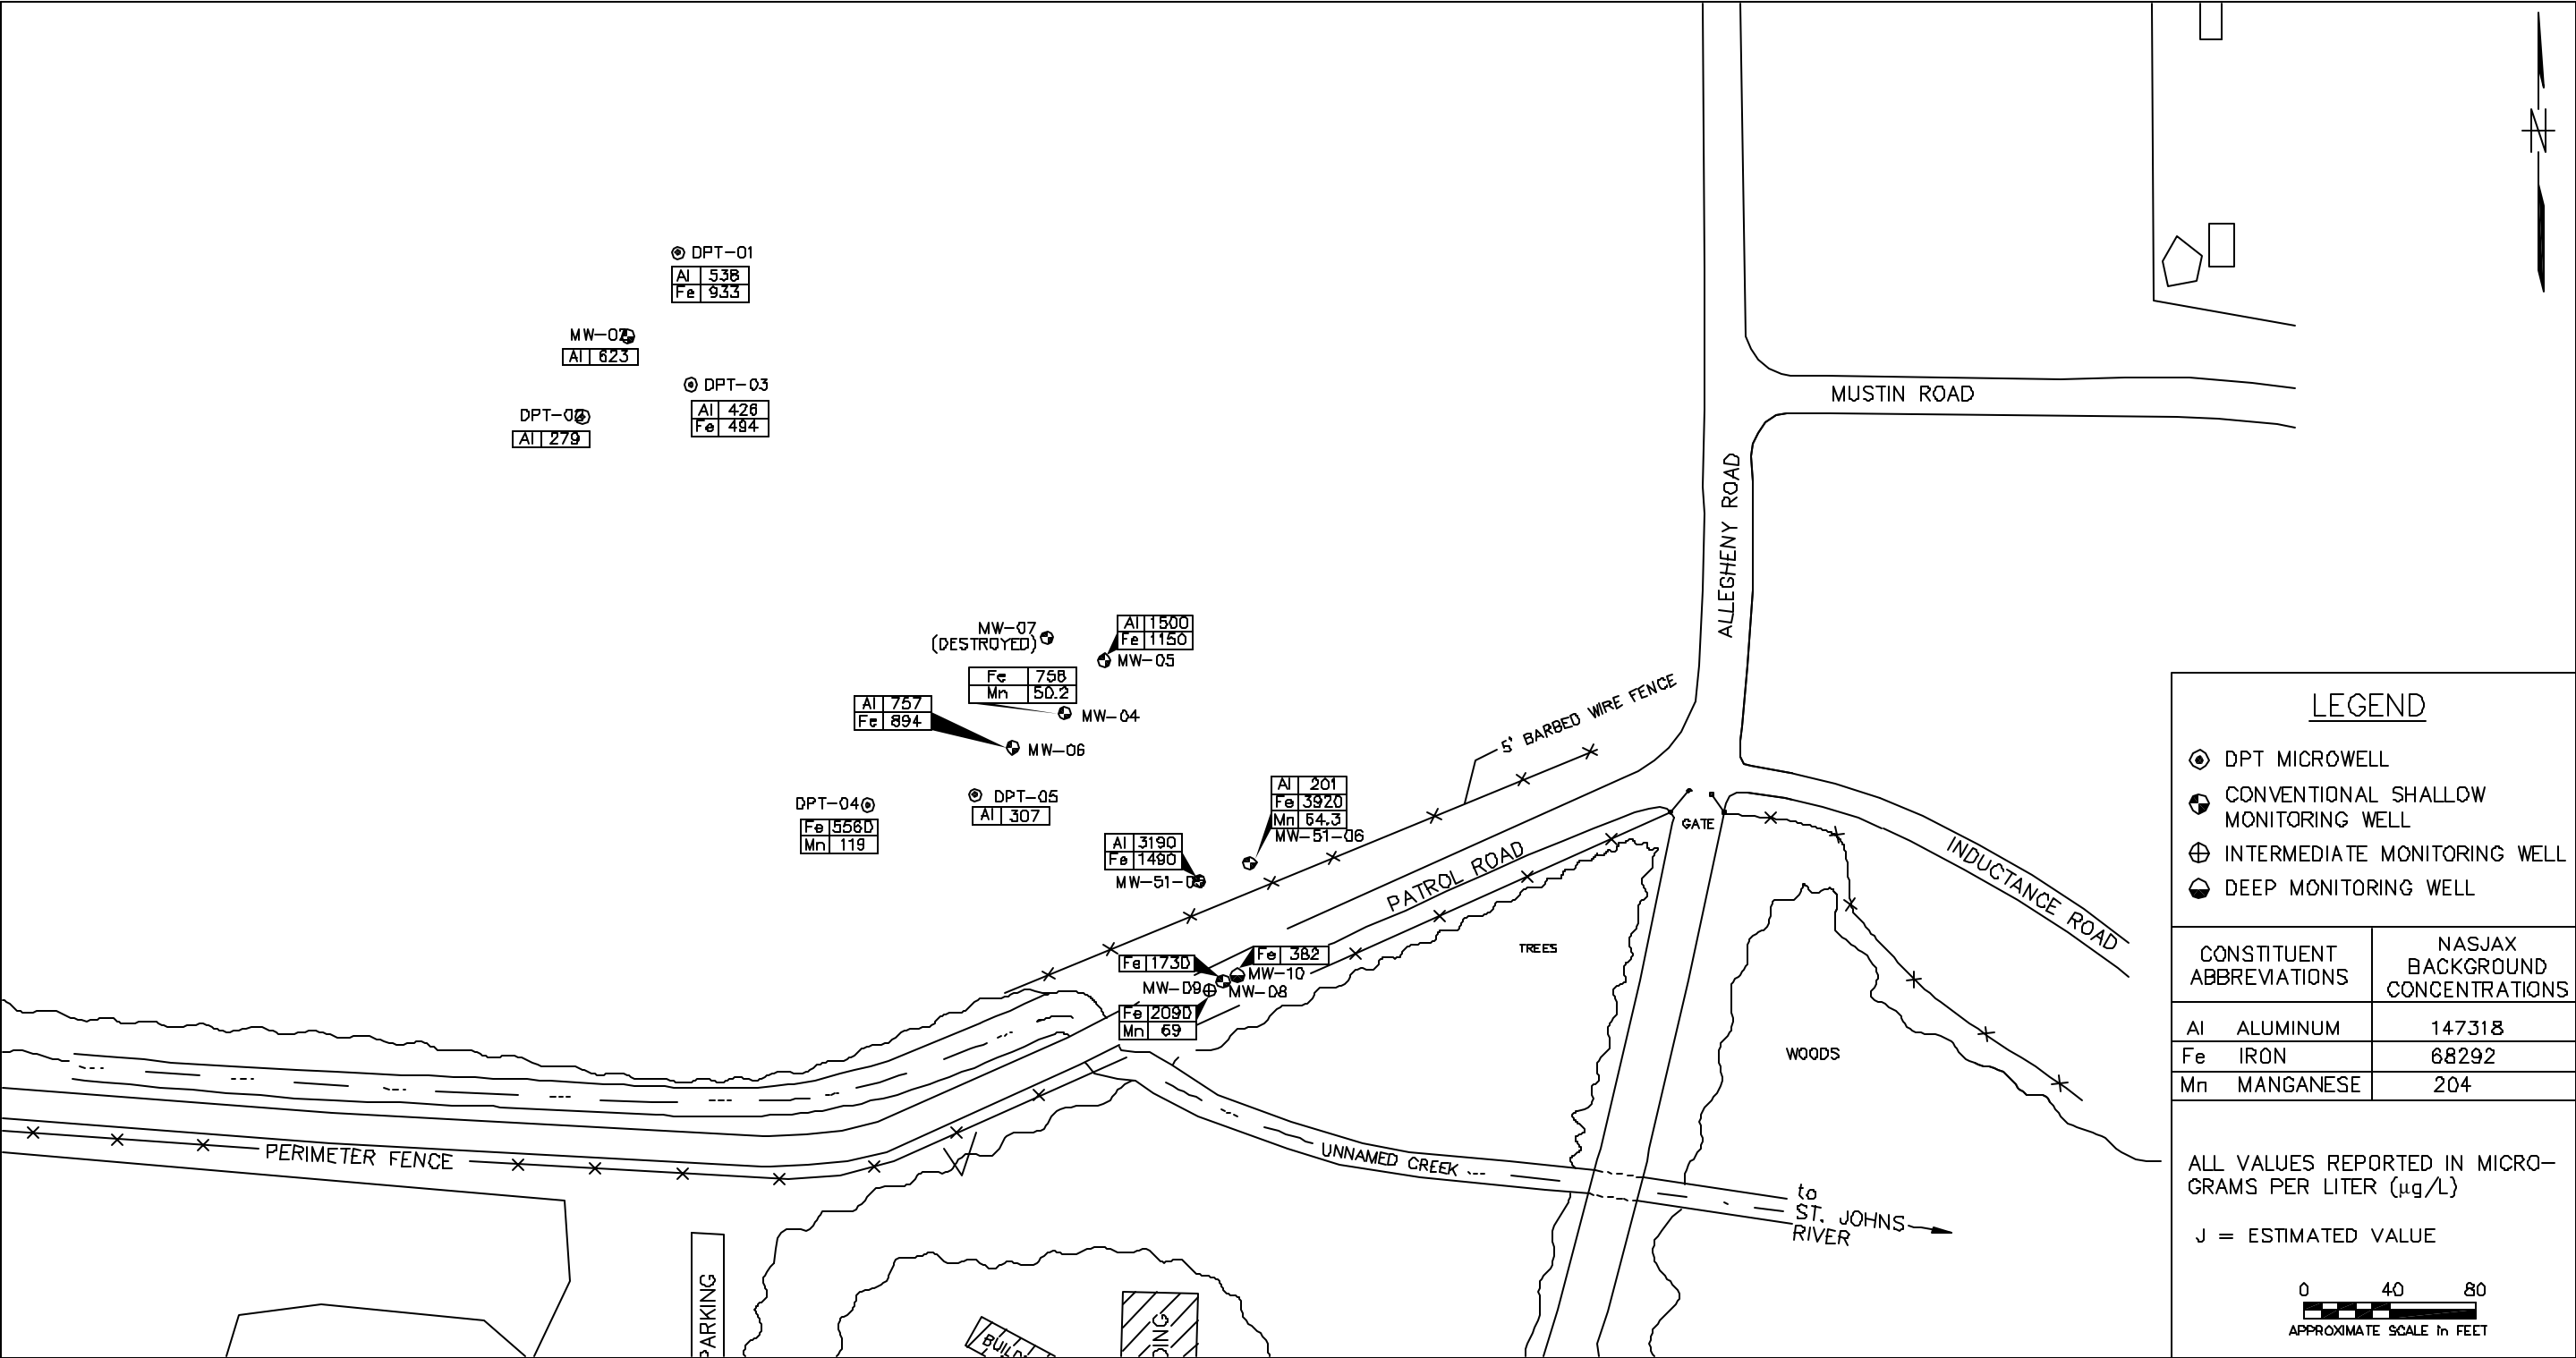 DPT-01
Al 538
Fe 933
MW-02
Al 623
DPT-03
Al 426
Fe 494
DPT-02
Al 279
MUSTIN ROAD
ALLEGHENY ROAD
MW-07
(DESTROYED)
Al 1500
Fe 1150
MW-05
Fe 758
Mn 50.2
MW-04
Al 757
Fe 894
MW-06
5' BARBED WIRE FENCE
DPT-04
Fe 5560
Mn 119
DPT-05
Al 307
Al 201
Fe 3920
Mn 64.3
MW-51-06
Al 3190
Fe 1490
MW-51-05
GATE
PATROL ROAD
INDUCTANCE ROAD
TREES
Fe 1730
Fe 382
MW-10
MW-09
MW-08
Fe 2090
Mn 69
WOODS
PERIMETER FENCE
UNNAMED CREEK
to
ST. JOHNS
RIVER
PARKING
N
LEGEND
DPT MICROWELL
CONVENTIONAL SHALLOW
MONITORING WELL
INTERMEDIATE MONITORING WELL
DEEP MONITORING WELL
CONSTITUENT
ABBREVIATIONS
NASJAX
BACKGROUND
CONCENTRATIONS
Al ALUMINUM 147318
Fe IRON 68292
Mn MANGANESE 204
ALL VALUES REPORTED IN MICRO-
GRAMS PER LITER (μg/L)
J = ESTIMATED VALUE
0 40 80
APPROXIMATE SCALE in FEET